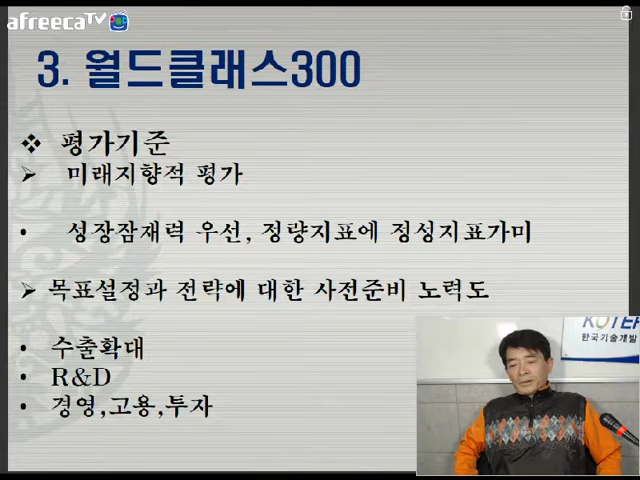 afreecaTV
3. 월드클래스300
❖ 평가기준
➢ 미래지향적 평가
• 성장잠재력 우선, 정량지표에 정성지표가미
➢ 목표설정과 전략에 대한 사전준비 노력도
• 수출확대
• R&D
• 경영,고용,투자
한국기술개발